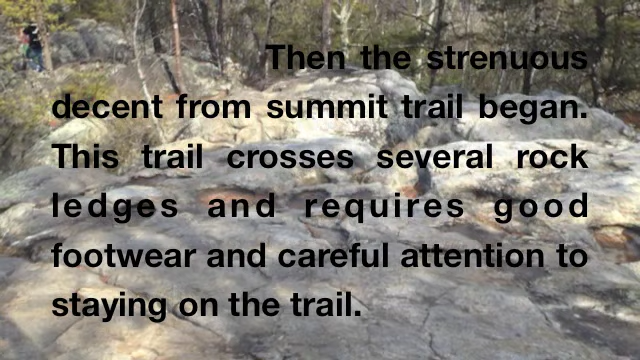 Then the strenuous
decent from summit trail began.
This trail crosses several rock
ledges and requires good
footwear and careful attention to
staying on the trail.